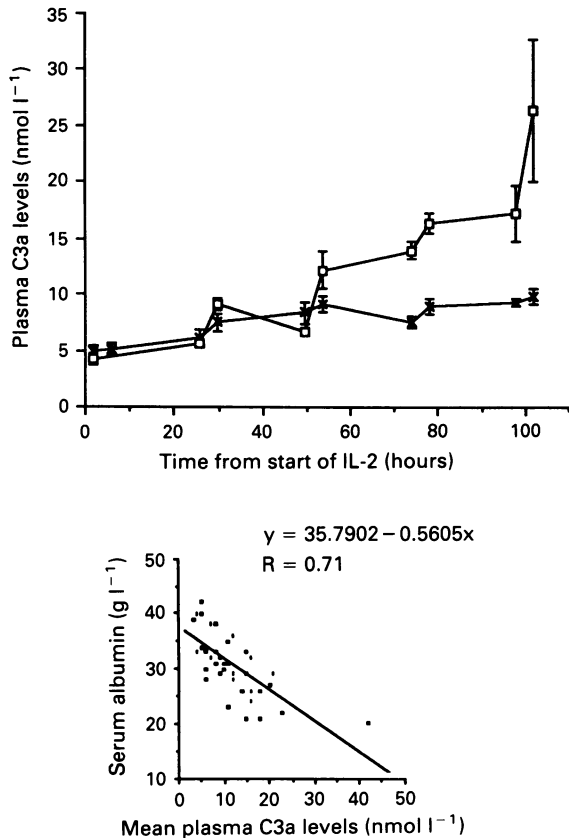 35
30
25
20
15
10
5
0
Plasma C3a levels (nmol l⁻¹)
0 20 40 60 80 100
Time from start of IL-2 (hours)
y = 35.7902 – 0.5605x
R = 0.71
50
40
30
20
10
Serum albumin (g l⁻¹)
0 10 20 30 40 50
Mean plasma C3a levels (nmol l⁻¹)